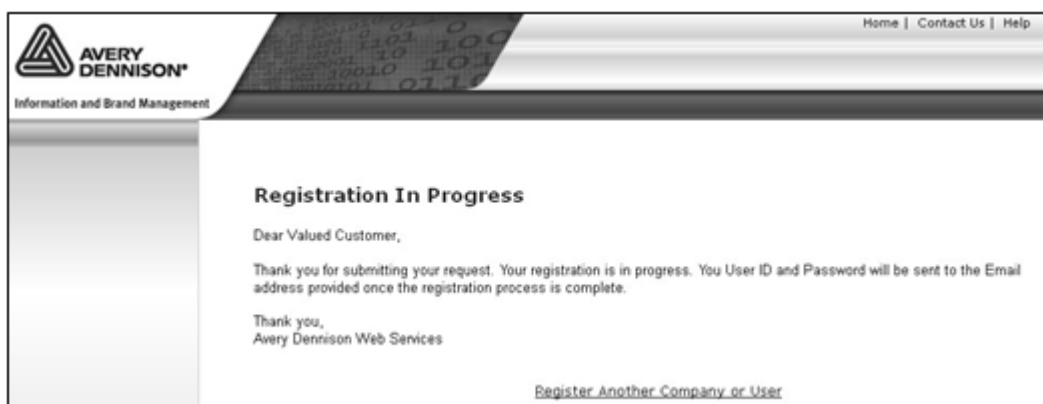 Home | Contact Us | Help
AVERY
DENNISON®
Information and Brand Management
Registration In Progress
Dear Valued Customer,
Thank you for submitting your request. Your registration is in progress. You User ID and Password will be sent to the Email
address provided once the registration process is complete.
Thank you,
Avery Dennison Web Services
Register Another Company or User